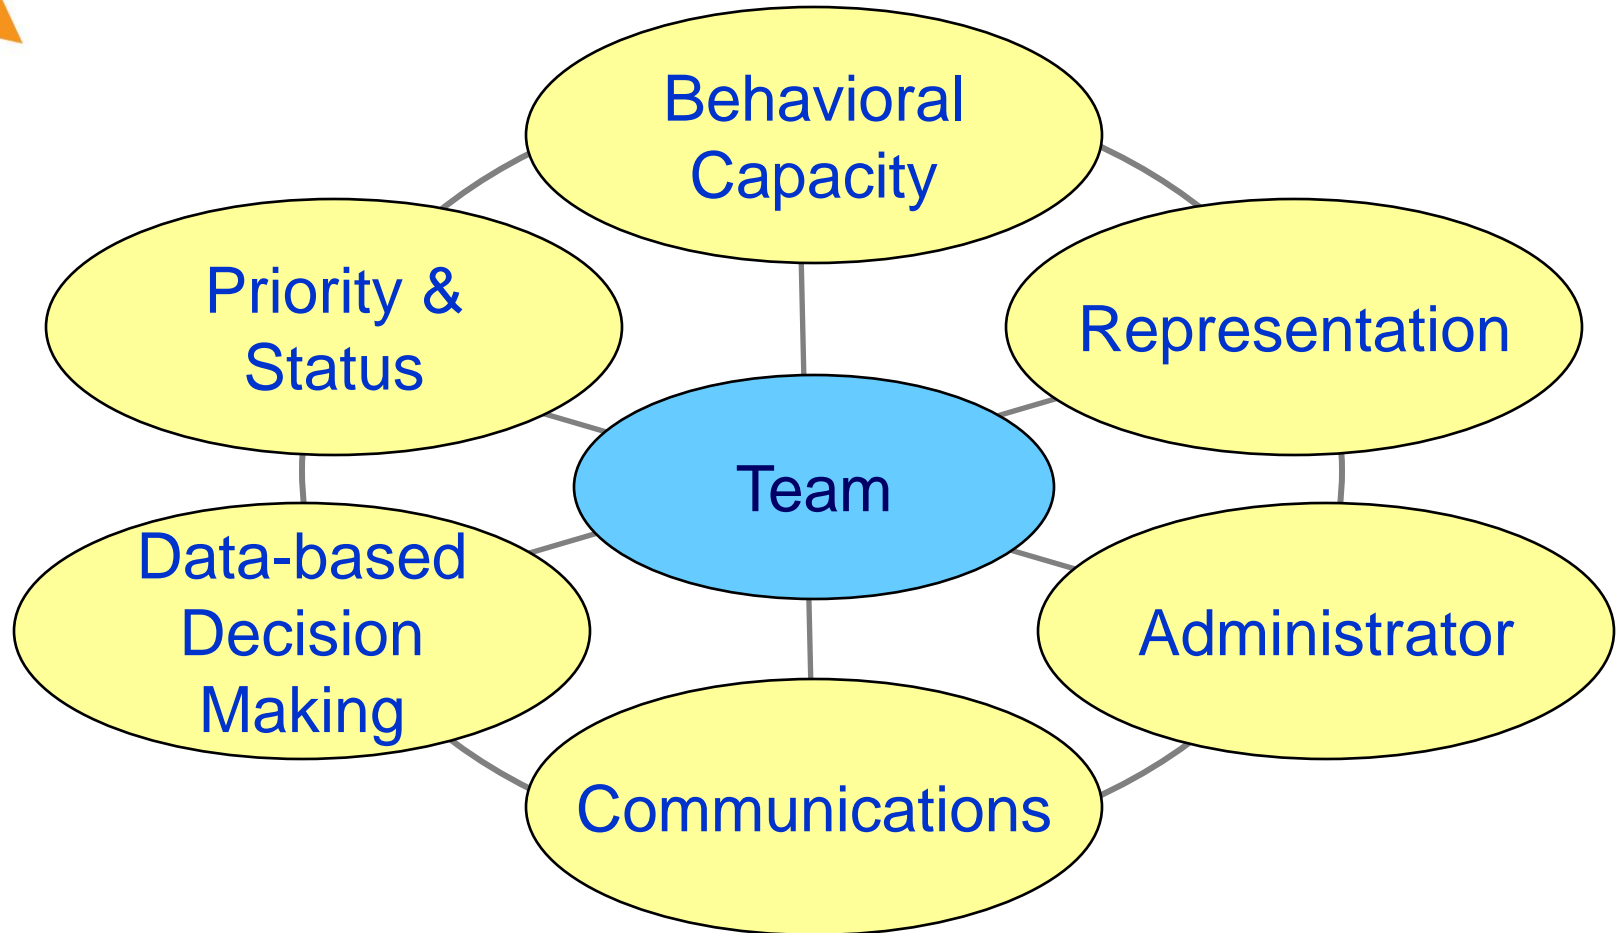 Behavioral
Capacity
Priority &
Status
Representation
Team
Data-based
Decision
Making
Administrator
Communications